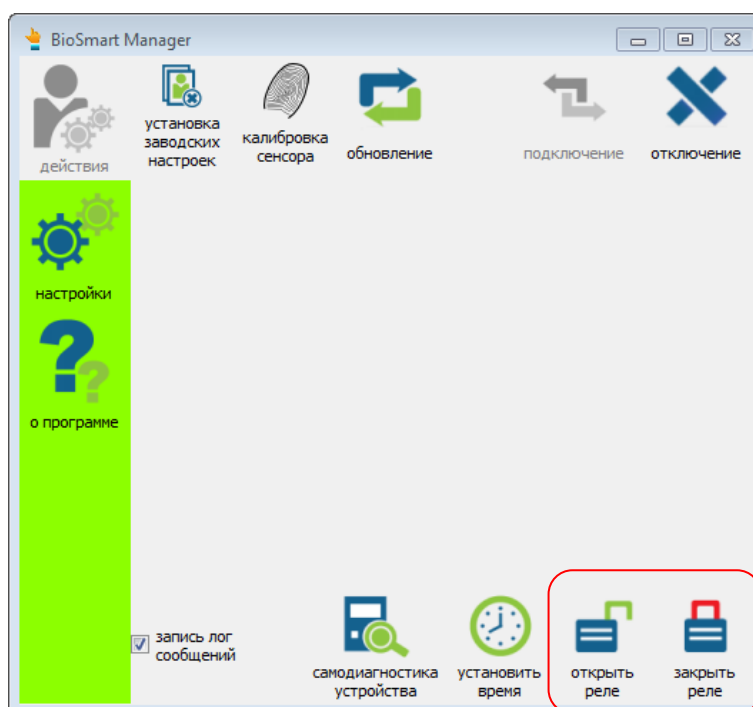 BioSmart Manager
действия
установка
заводских
настроек
калибровка
сенсора
обновление
подключение
отключение
настройки
о программе
запись лог
сообщений
самодиагностика
устройства
установить
время
открыть
реле
закрыть
реле